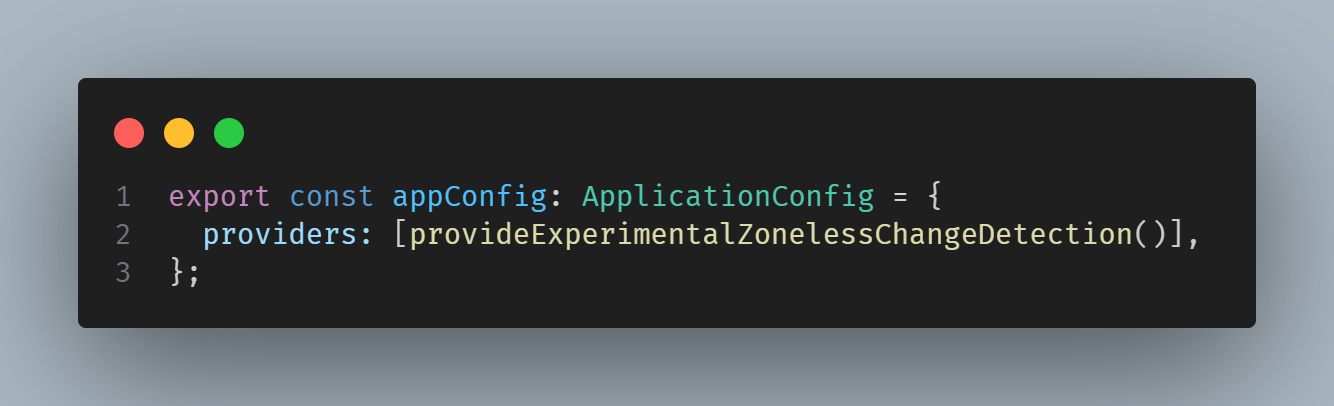 1 export const appConfig: ApplicationConfig = {
2   providers: [provideExperimentalZonelessChangeDetection()],
3 };